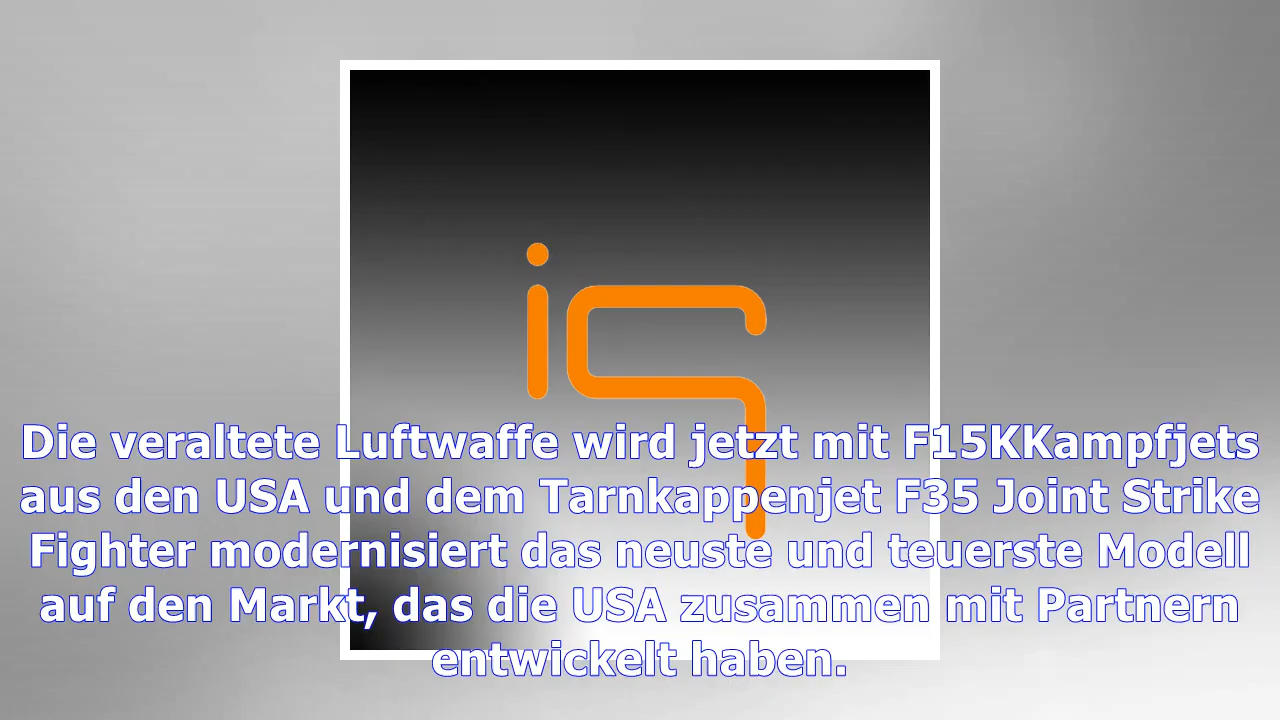 iq
Die veraltete Luftwaffe wird jetzt mit F15KKampfjets
aus den USA und dem Tarnkappenjet F35 Joint Strike
Fighter modernisiert das neuste und teuerste Modell
auf den Markt, das die USA zusammen mit Partnern
entwickelt haben.